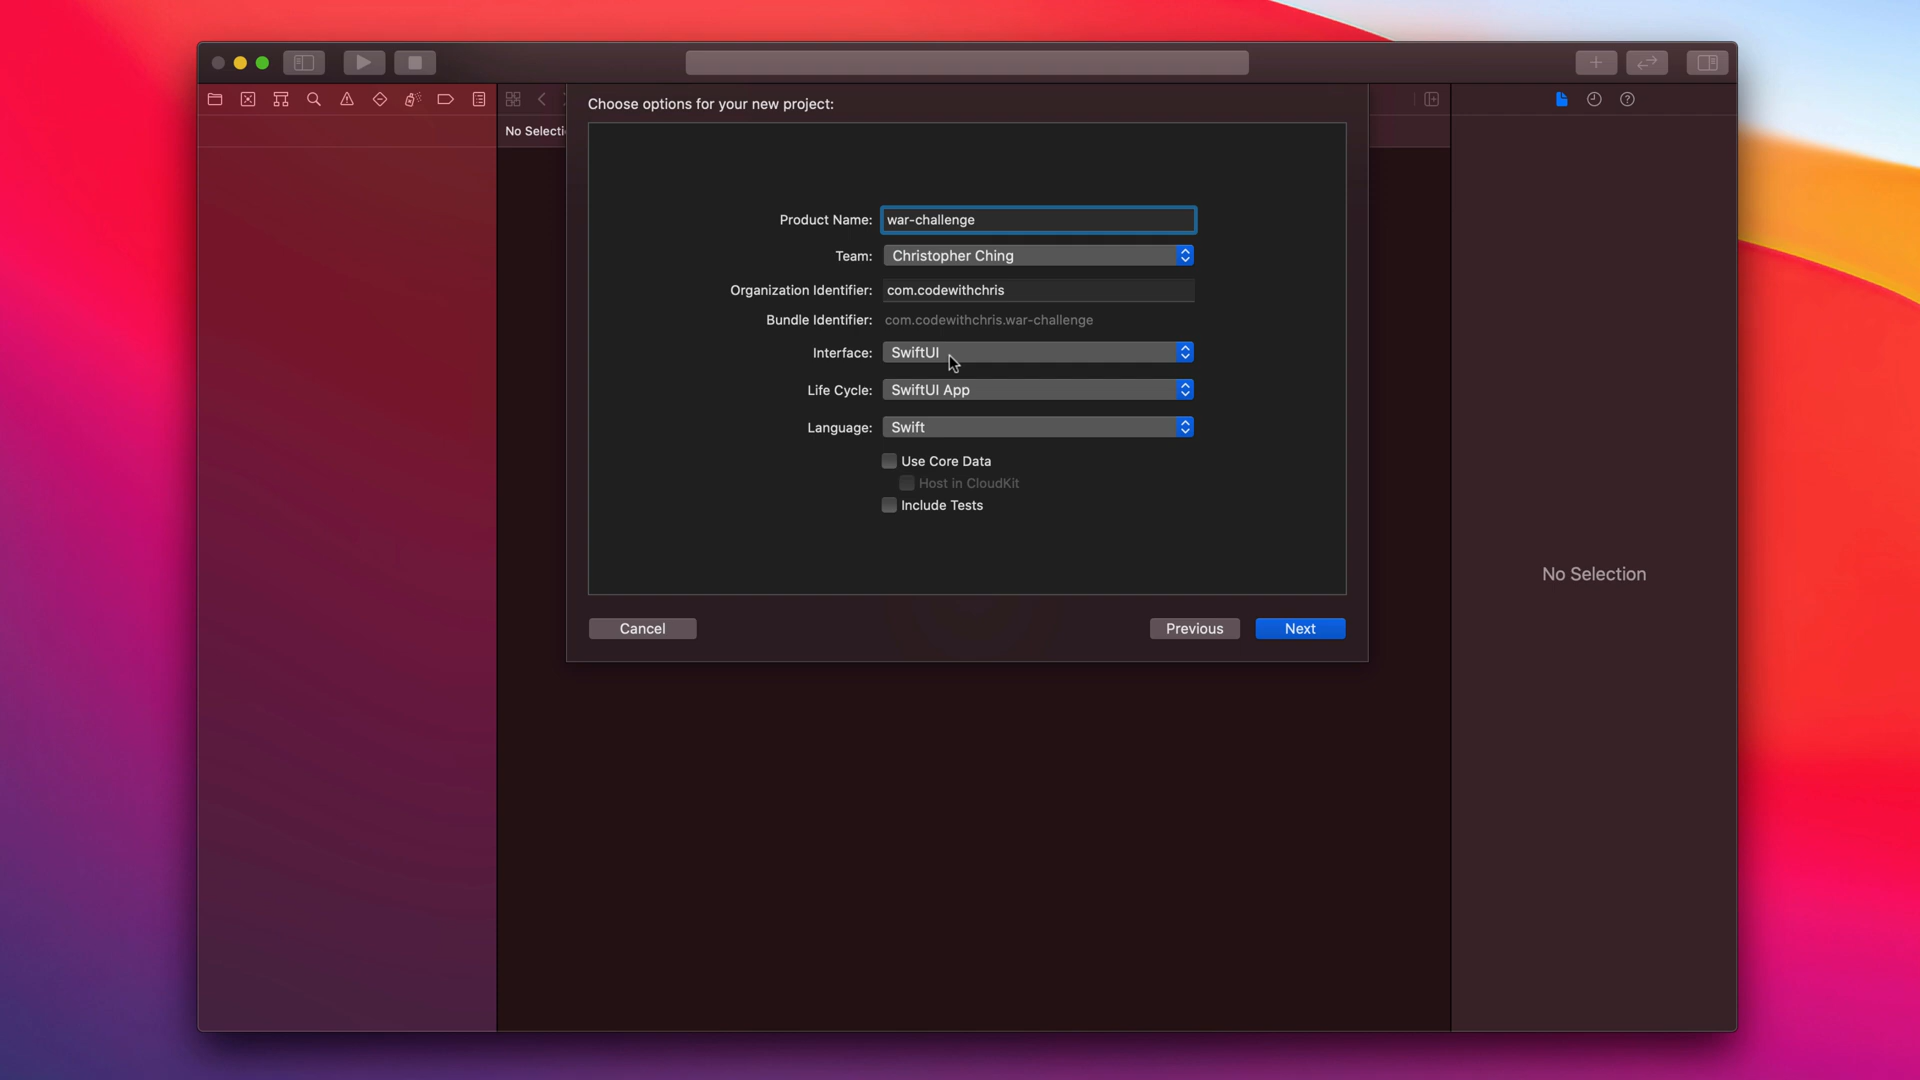 Choose options for your new project:
No Selecti
Product Name: war-challenge
Team: Christopher Ching
Organization Identifier: com.codewithchris
Bundle Identifier: com.codewithchris.war-challenge
Interface: SwiftUI
Life Cycle: SwiftUI App
Language: Swift
Use Core Data
Host in CloudKit
Include Tests
No Selection
Cancel
Previous
Next